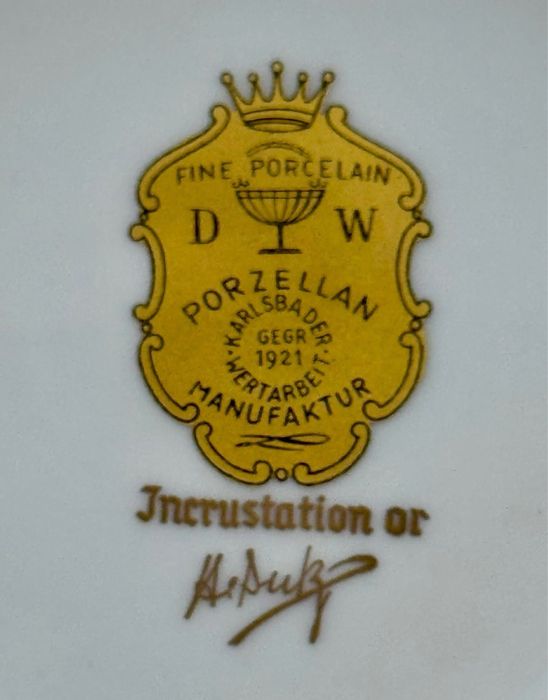 FINE PORCELAIN
D W
PORZELLAN
KARLSBADER
GEGR
1921
WERTARBEIT
MANUFAKTUR
Incrustation or